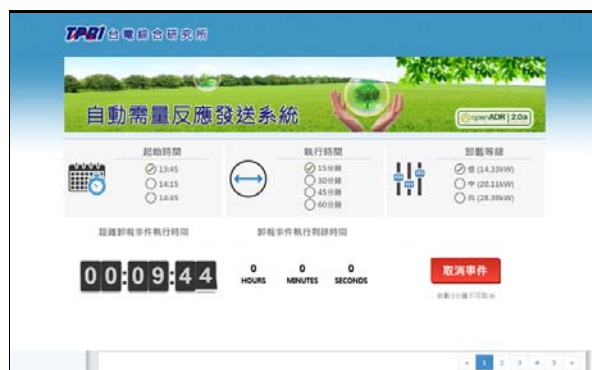 TPRI 台電綜合研究所
自動需量反應發送系統
openADR 2.0a
起始時間
13:45
14:15
14:45
執行時間
15分鐘
30分鐘
45分鐘
60分鐘
卸載等級
低 (14.33kW)
中 (20.11kW)
高 (28.39kW)
距離卸載事件執行時間
卸載事件執行剩餘時間
00:09:44
0 0 0
HOURS MINUTES SECONDS
取消事件
« 1 2 3 4 5 »